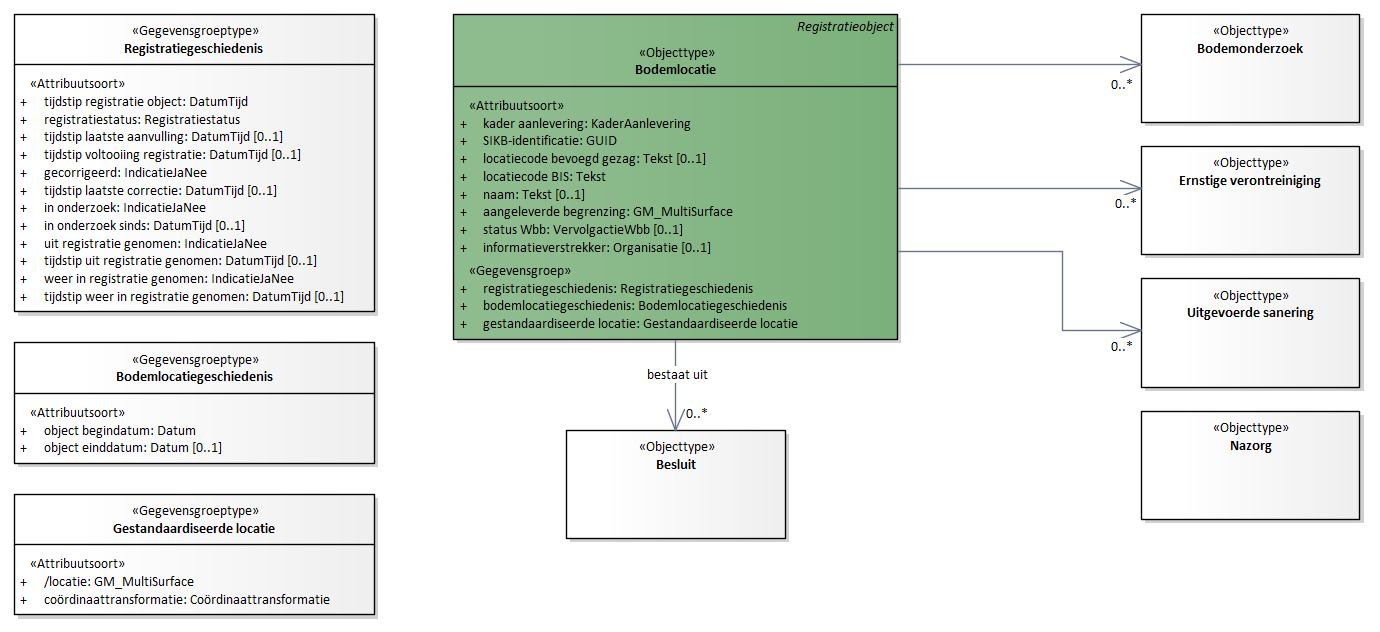 «Gegevensgroeptype»
Registratiegeschiedenis
«Attribuutsoort»
+ tijdstip registratie object: DatumTijd
+ registratiestatus: Registratiestatus
+ tijdstip laatste aanvulling: DatumTijd [0..1]
+ tijdstip voltooiing registratie: DatumTijd [0..1]
+ gecorrigeerd: IndicatieJaNee
+ tijdstip laatste correctie: DatumTijd [0..1]
+ in onderzoek: IndicatieJaNee
+ in onderzoek sinds: DatumTijd [0..1]
+ uit registratie genomen: IndicatieJaNee
+ tijdstip uit registratie genomen: DatumTijd [0..1]
+ weer in registratie genomen: IndicatieJaNee
+ tijdstip weer in registratie genomen: DatumTijd [0..1]
«Gegevensgroeptype»
Bodemlocatiegeschiedenis
«Attribuutsoort»
+ object begindatum: Datum
+ object einddatum: Datum [0..1]
«Gegevensgroeptype»
Gestandaardiseerde locatie
«Attribuutsoort»
+ /locatie: GM_MultiSurface
+ coördinaattransformatie: Coördinaattransformatie
Registratieobject
«Objecttype»
Bodemlocatie
«Attribuutsoort»
+ kader aanlevering: KaderAanlevering
+ SIKB-identificatie: GUID
+ locatiecode bevoegd gezag: Tekst [0..1]
+ locatiecode BIS: Tekst
+ naam: Tekst [0..1]
+ aangeleverde begrenzing: GM_MultiSurface
+ status Wbb: VervolgactieWbb [0..1]
+ informatieverstrekker: Organisatie [0..1]
«Gegevensgroep»
+ registratiegeschiedenis: Registratiegeschiedenis
+ bodemlocatiegeschiedenis: Bodemlocatiegeschiedenis
+ gestandaardiseerde locatie: Gestandaardiseerde locatie
bestaat uit
0..*
«Objecttype»
Besluit
0..*
«Objecttype»
Bodemonderzoek
0..*
«Objecttype»
Ernstige verontreiniging
0..*
«Objecttype»
Uitgevoerde sanering
«Objecttype»
Nazorg